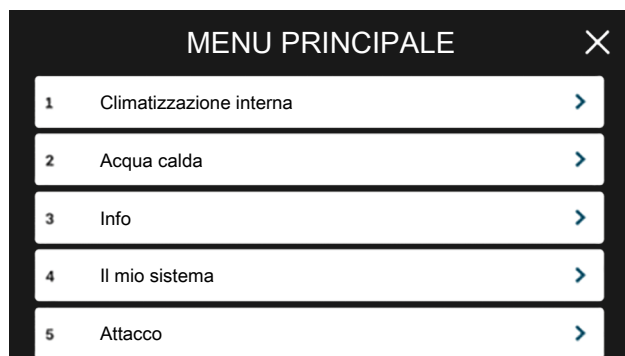 MENU PRINCIPALE
1 Climatizzazione interna
2 Acqua calda
3 Info
4 Il mio sistema
5 Attacco